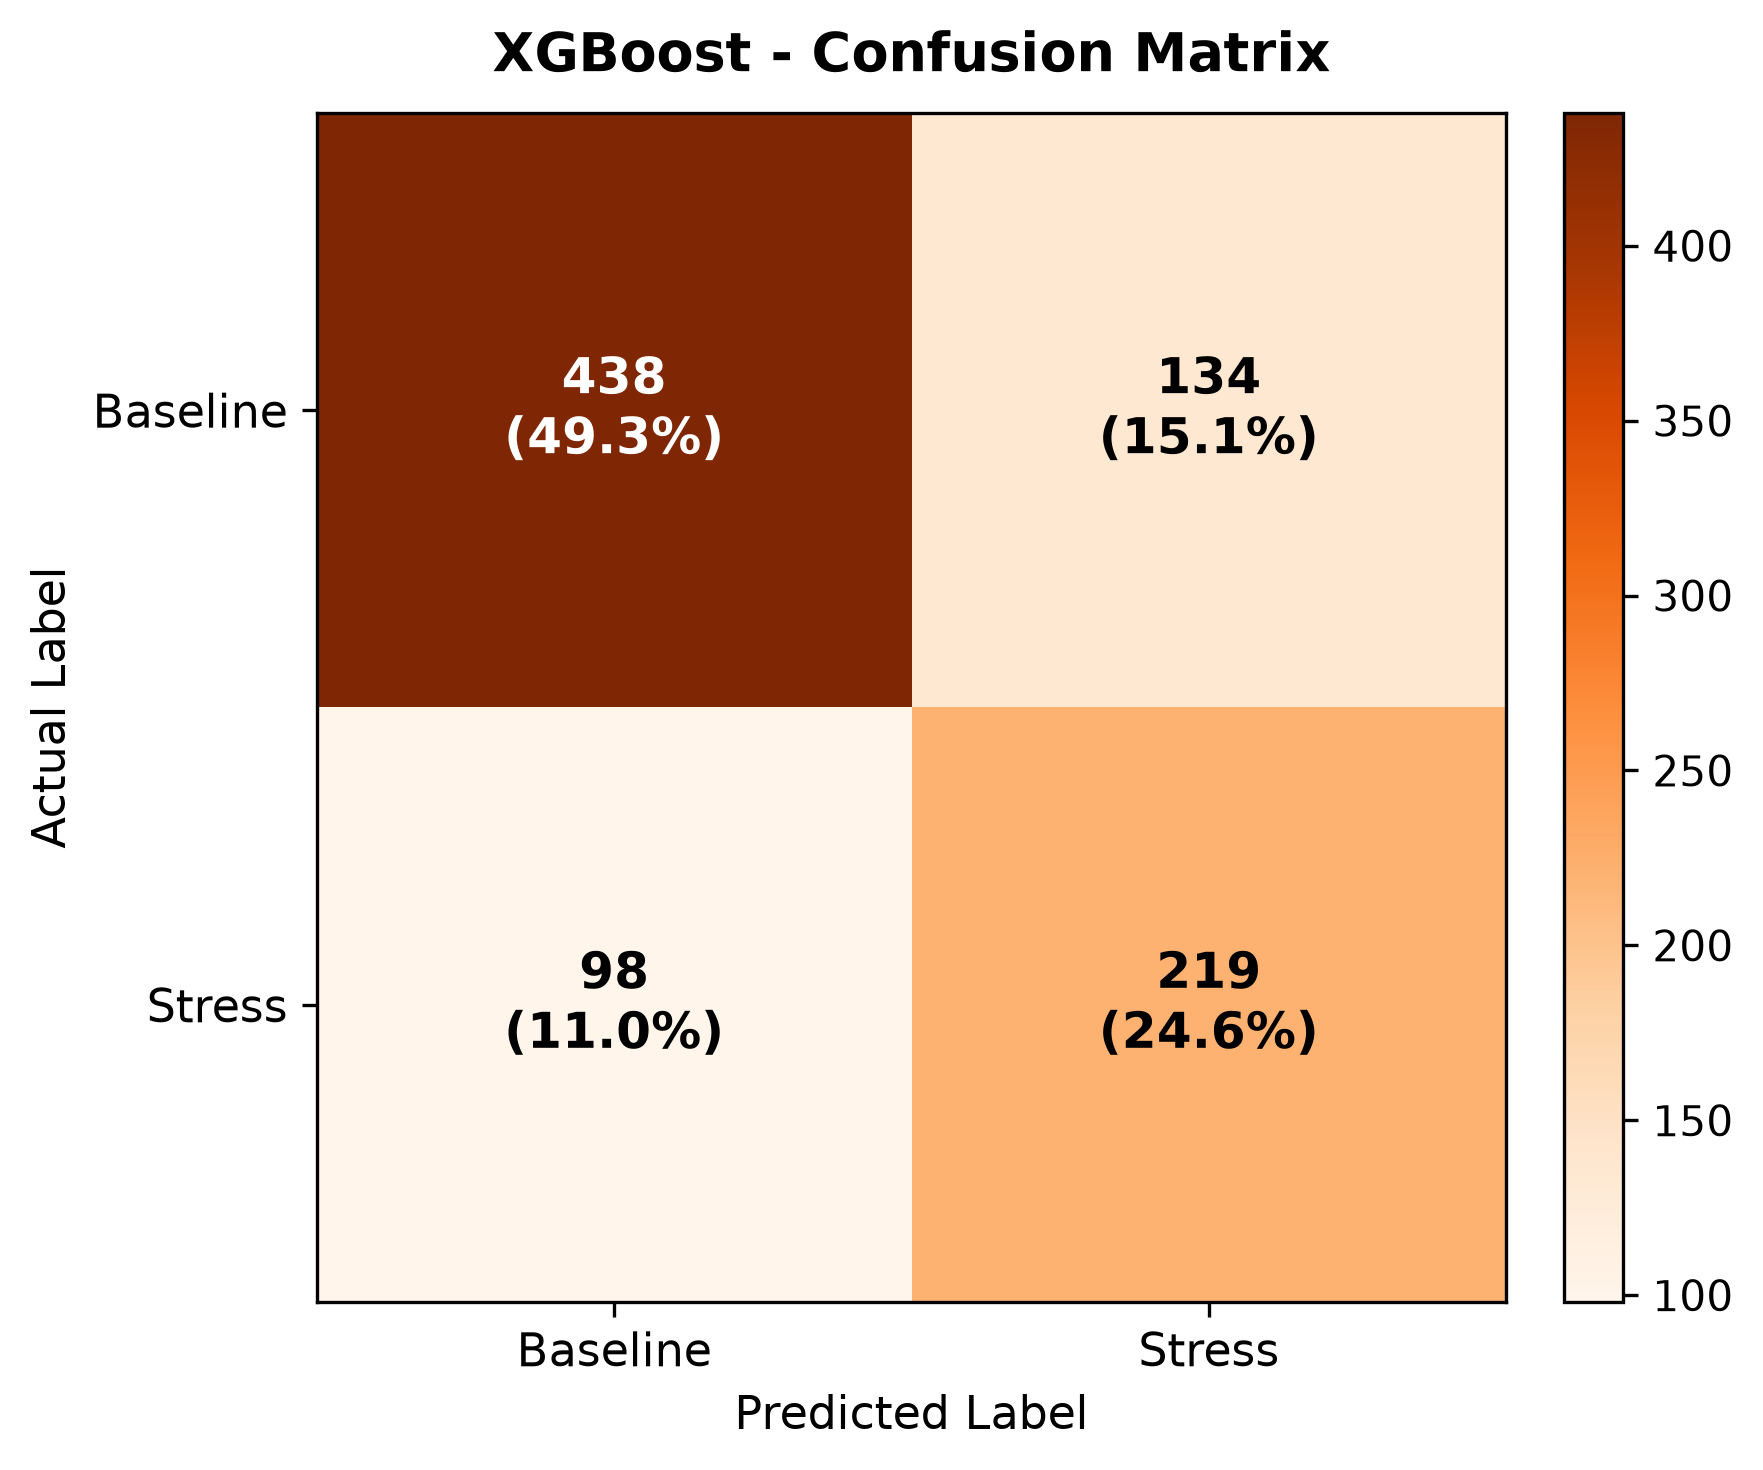 XGBoost - Confusion Matrix
438
(49.3%)
134
(15.1%)
98
(11.0%)
219
(24.6%)
Baseline
Stress
Actual Label
Baseline
Stress
Predicted Label
400
350
300
250
200
150
100